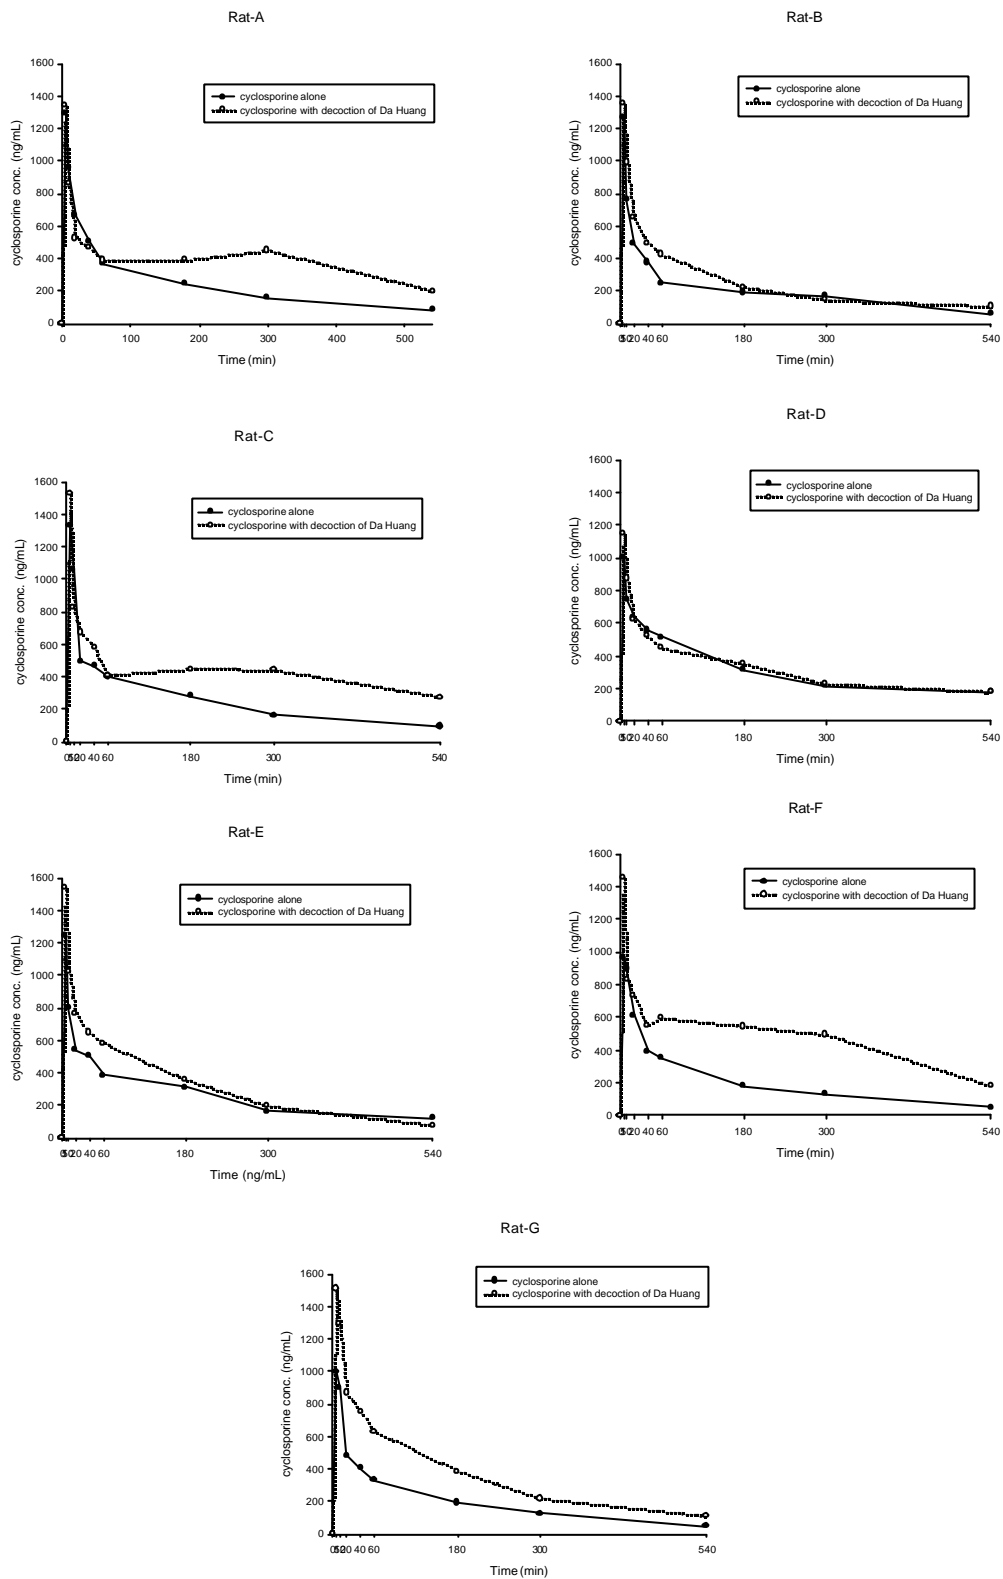 Rat-A
1600
1400
1200
1000
800
600
400
200
0
cyclosporine conc. (ng/mL)
cyclosporine alone
cyclosporine with decoction of Da Huang
0 100 200 300 400 500
Time (min)
Rat-B
1600
1400
1200
1000
800
600
400
200
0
cyclosporine conc. (ng/mL)
cyclosporine alone
cyclosporine with decoction of Da Huang
20 40 60 180 300 540
Time (min)
Rat-C
1600
1400
1200
1000
800
600
400
200
0
cyclosporine conc. (ng/mL)
cyclosporine alone
cyclosporine with decoction of Da Huang
20 40 60 180 300 540
Time (min)
Rat-D
1600
1400
1200
1000
800
600
400
200
0
cyclosporine conc. (ng/mL)
cyclosporine alone
cyclosporine with decoction of Da Huang
20 40 60 180 300 540
Time (min)
Rat-E
1600
1400
1200
1000
800
600
400
200
0
cyclosporine conc. (ng/mL)
cyclosporine alone
cyclosporine with decoction of Da Huang
20 40 60 180 300 540
Time (ng/mL)
Rat-F
1600
1400
1200
1000
800
600
400
200
0
cyclosporine conc. (ng/mL)
cyclosporine alone
cyclosporine with decoction of Da Huang
20 40 60 180 300 540
Time (min)
Rat-G
1600
1400
1200
1000
800
600
400
200
0
cyclosporine conc. (ng/mL)
cyclosporine alone
cyclosporine with decoction of Da Huang
20 40 60 180 300 540
Time (min)